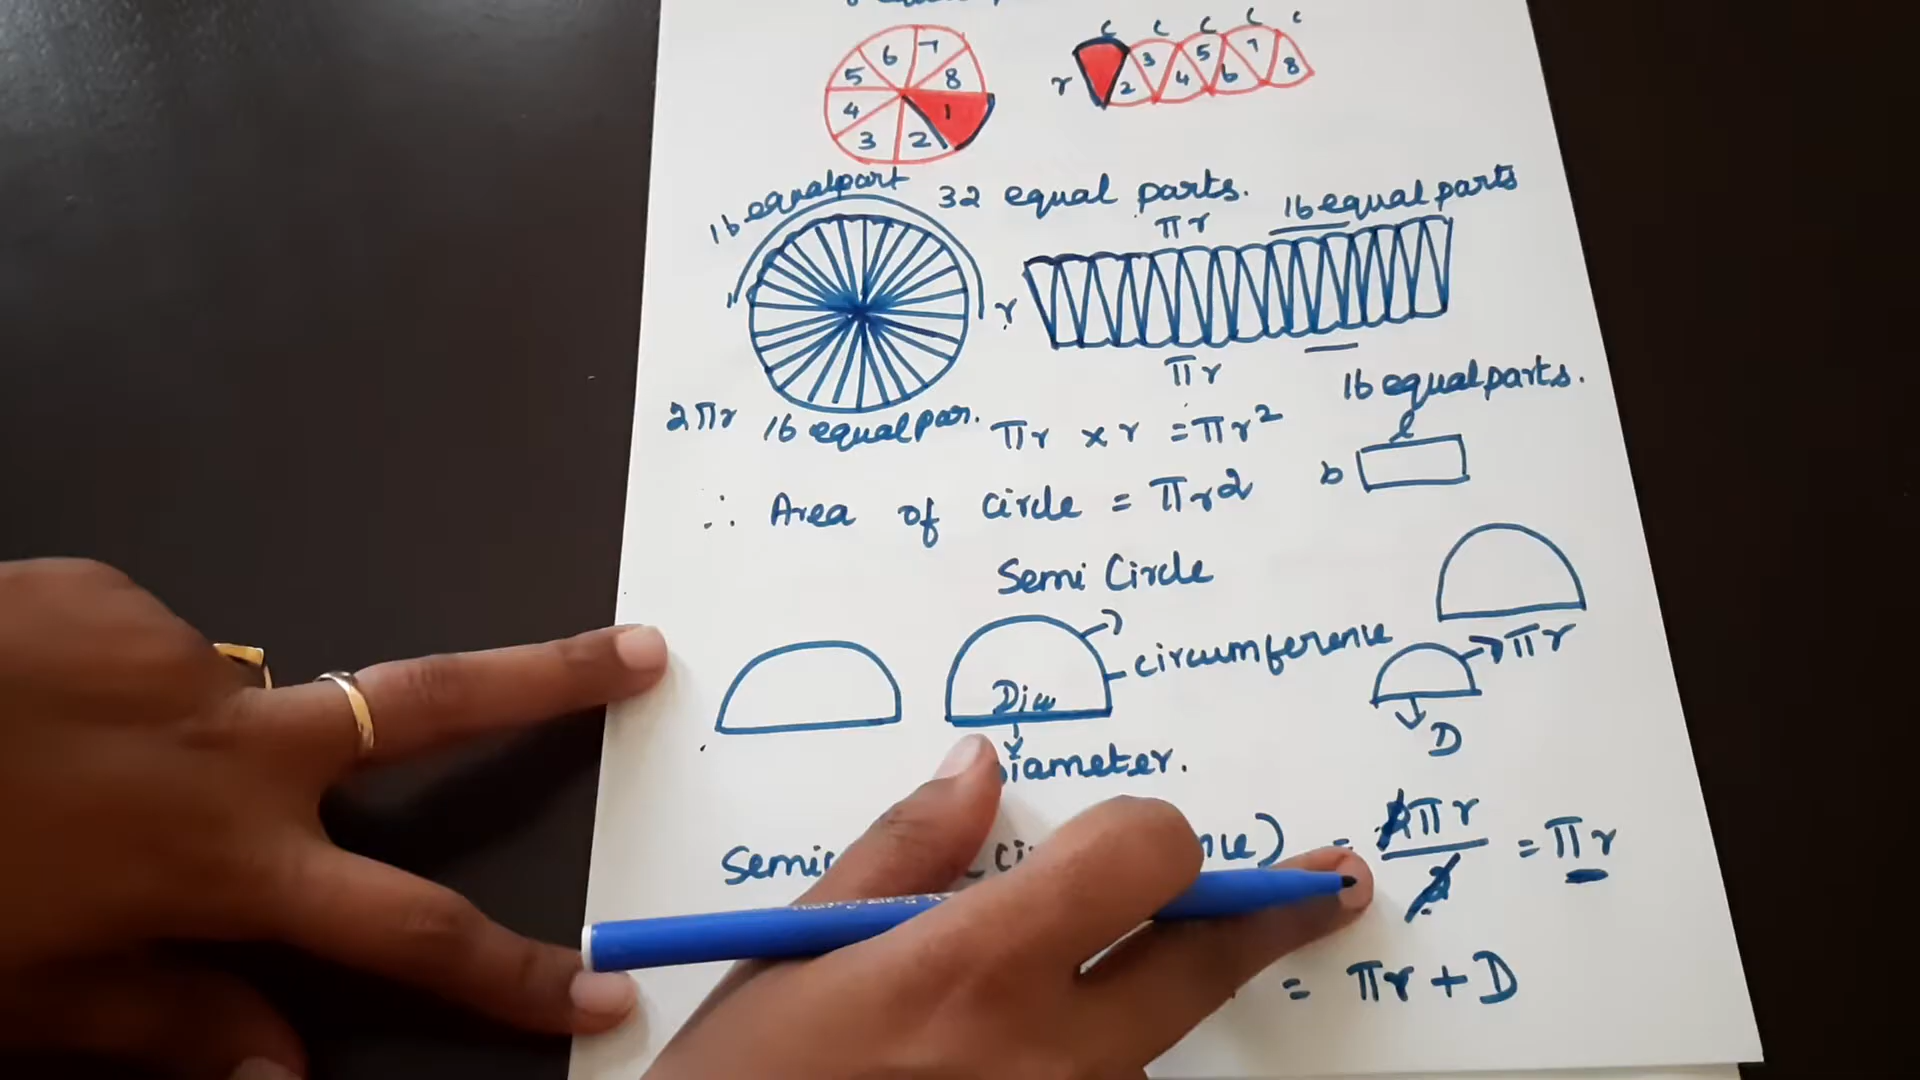 6 7
5 8
4 1
3 2
c c c c c
r 2 3 4 5 6 7 8
16 equalpart
32 equal parts.
16 equal parts
πr
r
πr
16 equalparts.
2πr
16 equalpar.
πr × r = πr²
l
b
∴ Area of circle = πr2
Semi Circle
circumference
πr
Dia
D
iameter.
Semi
nce) = 2πr/2 = πr
= πr + D